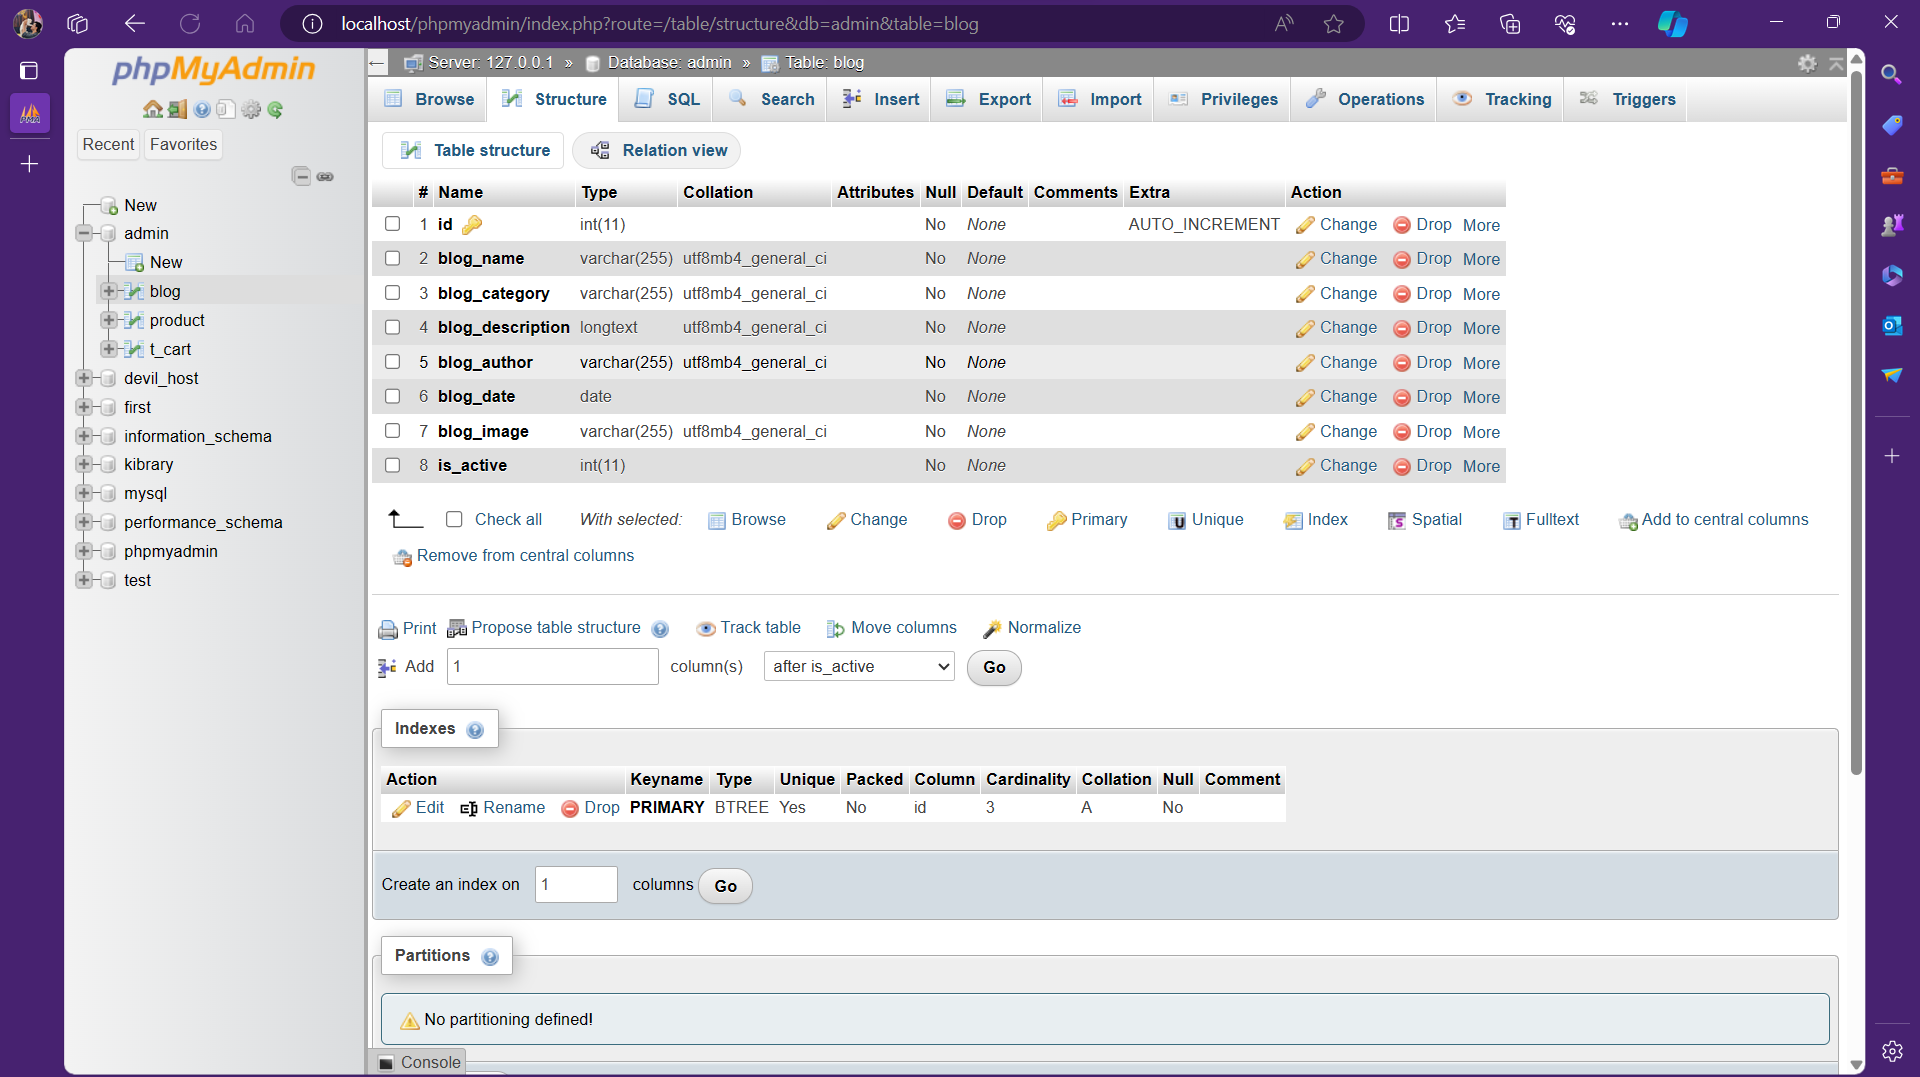 localhost/phpmyadmin/index.php?route=/table/structure&db=admin&table=blog
phpMyAdmin
Recent Favorites
New
admin
New
blog
product
t_cart
devil_host
first
information_schema
kibrary
mysql
performance_schema
phpmyadmin
test
Server: 127.0.0.1 » Database: admin » Table: blog
Browse Structure SQL Search Insert Export Import Privileges Operations Tracking Triggers
Table structure Relation view
# Name Type Collation Attributes Null Default Comments Extra Action
1 id int(11) No None AUTO_INCREMENT Change Drop More
2 blog_name varchar(255) utf8mb4_general_ci No None Change Drop More
3 blog_category varchar(255) utf8mb4_general_ci No None Change Drop More
4 blog_description longtext utf8mb4_general_ci No None Change Drop More
5 blog_author varchar(255) utf8mb4_general_ci No None Change Drop More
6 blog_date date No None Change Drop More
7 blog_image varchar(255) utf8mb4_general_ci No None Change Drop More
8 is_active int(11) No None Change Drop More
Check all With selected: Browse Change Drop Primary Unique Index Spatial Fulltext Add to central columns
Remove from central columns
Print Propose table structure Track table Move columns Normalize
Add 1 column(s) after is_active Go
Indexes
Action Keyname Type Unique Packed Column Cardinality Collation Null Comment
Edit Rename Drop PRIMARY BTREE Yes No id 3 A No
Create an index on 1 columns Go
Partitions
No partitioning defined!
Console